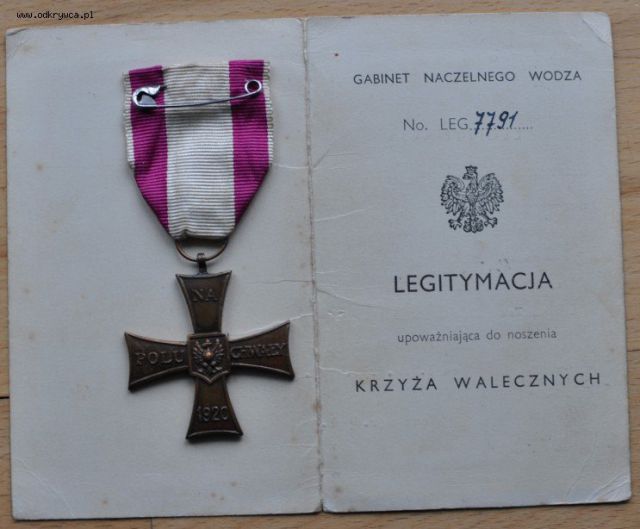 www.odkrywca.pl
NA
POLU CHWAŁY
1920
GABINET NACZELNEGO WODZA
No. LEG. 7791
LEGITYMACJA
upoważniająca do noszenia
KRZYŻA WALECZNYCH